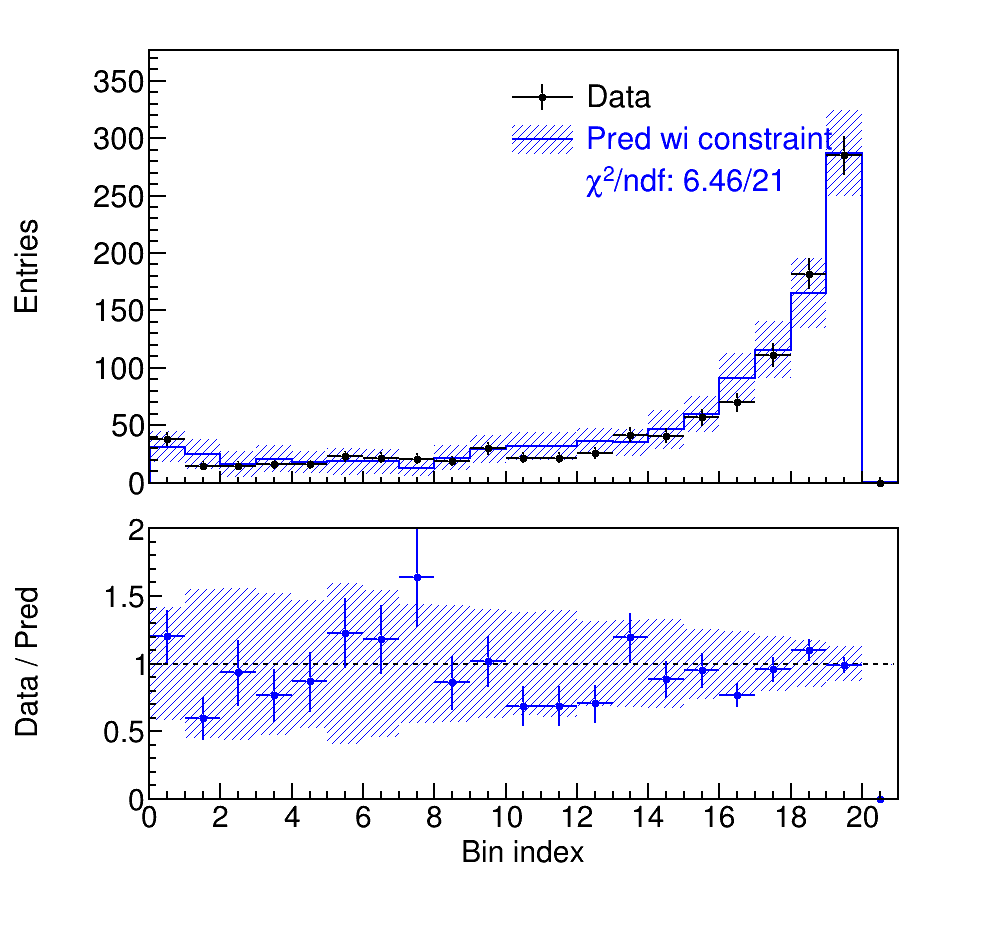 Entries
350
300
250
200
150
100
50
0
Data
Pred wi constraint
χ²/ndf: 6.46/21
Data / Pred
2
1.5
1
0.5
0
0 2 4 6 8 10 12 14 16 18 20
Bin index